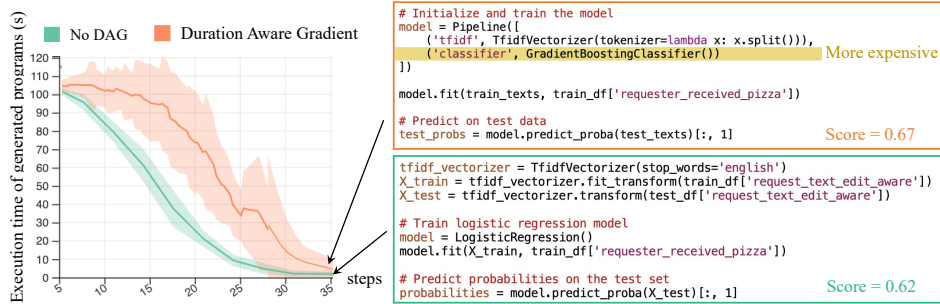 Execution time of generated programs (s)
No DAG
Duration Aware Gradient
120
110
100
90
80
70
60
50
40
30
20
10
0
5
10
15
20
25
30
35
steps
# Initialize and train the model
model = Pipeline([
('tfidf', TfidfVectorizer(tokenizer=lambda x: x.split())),
('classifier', GradientBoostingClassifier())
More expensive
])
model.fit(train_texts, train_df['requester_received_pizza'])
# Predict on test data
test_probs = model.predict_proba(test_texts)[:, 1]
Score = 0.67
tfidf_vectorizer = TfidfVectorizer(stop_words='english')
X_train = tfidf_vectorizer.fit_transform(train_df['request_text_edit_aware'])
X_test = tfidf_vectorizer.transform(test_df['request_text_edit_aware'])
# Train logistic regression model
model = LogisticRegression()
model.fit(X_train, train_df['requester_received_pizza'])
# Predict probabilities on the test set
probabilities = model.predict_proba(X_test)[:, 1]
Score = 0.62